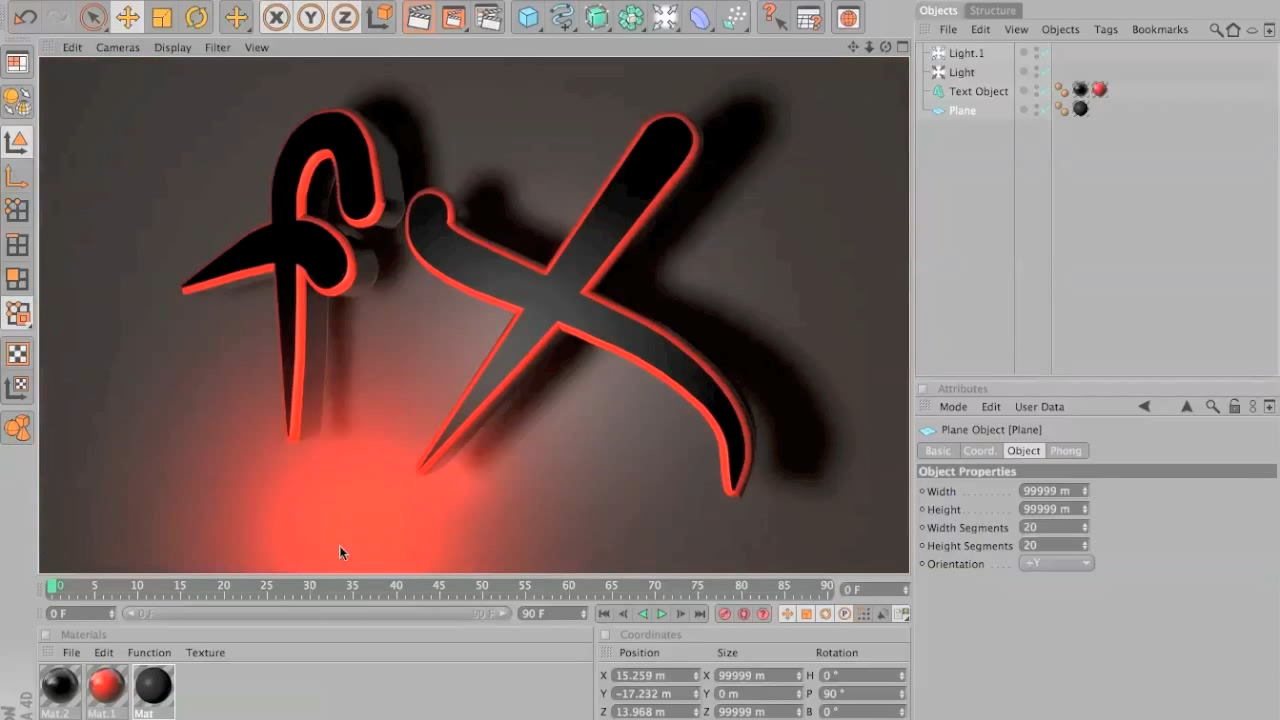 Objects Structure
File Edit View Objects Tags Bookmarks
Edit Cameras Display Filter View
Light.1
Light
Text Object
Plane
fx
Attributes
Mode Edit User Data
Plane Object [Plane]
Basic Coord. Object Phong
Object Properties
Width 99999 m
Height 99999 m
Width Segments 20
Height Segments 20
Orientation +Y
0 5 10 15 20 25 30 35 40 45 50 55 60 65 70 75 80 85 90 0 F
0 F 0 F 90 F 90 F
Materials Coordinates
File Edit Function Texture
Position Size Rotation
X 15.259 m X 99999 m H 0 °
Y -17.232 m Y 0 m P 90 °
Z 13.968 m Z 99999 m B 0 °
Mat.2 Mat.1 Mat